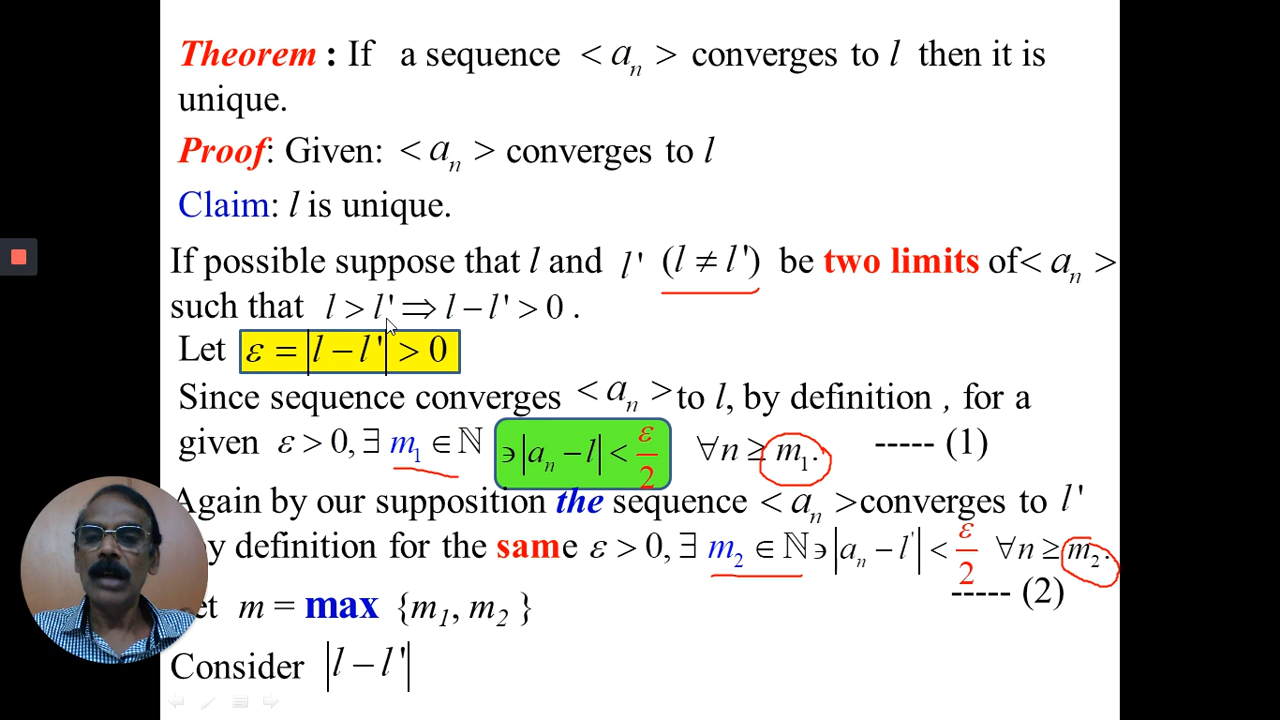 Theorem : If a sequence < aₙ > converges to l then it is
unique.
Proof: Given: < aₙ > converges to l
Claim: l is unique.
If possible suppose that l and l' (l ≠ l') be two limits of < aₙ >
such that l > l' ⇒ l − l' > 0 .
Let ε = |l − l'| > 0
Since sequence converges < aₙ > to l, by definition , for a
given ε > 0, ∃ m₁ ∈ ℕ ∍ |aₙ − l| < ε/2 ∀n ≥ m₁. ----- (1)
Again by our supposition the sequence < aₙ > converges to l'
y definition for the same ε > 0, ∃ m₂ ∈ ℕ ∍ |aₙ − l'| < ε/2 ∀n ≥ m₂.
----- (2)
et m = max {m₁, m₂ }
Consider |l − l'|